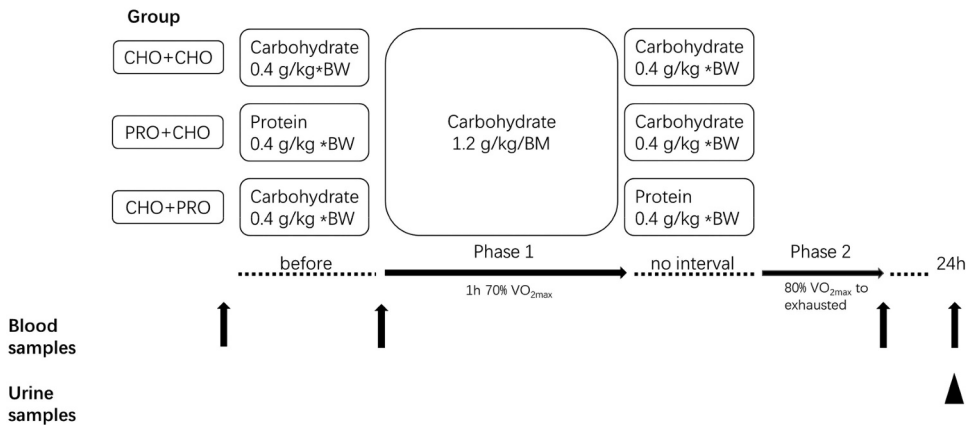 Group
CHO+CHO
Carbohydrate
0.4 g/kg*BW
Carbohydrate
0.4 g/kg *BW
PRO+CHO
Protein
0.4 g/kg *BW
Carbohydrate
1.2 g/kg/BM
Carbohydrate
0.4 g/kg *BW
CHO+PRO
Carbohydrate
0.4 g/kg *BW
Protein
0.4 g/kg *BW
before
Phase 1
no interval
Phase 2
24h
1h 70% VO2max
80% VO2max to
exhausted
Blood
samples
Urine
samples